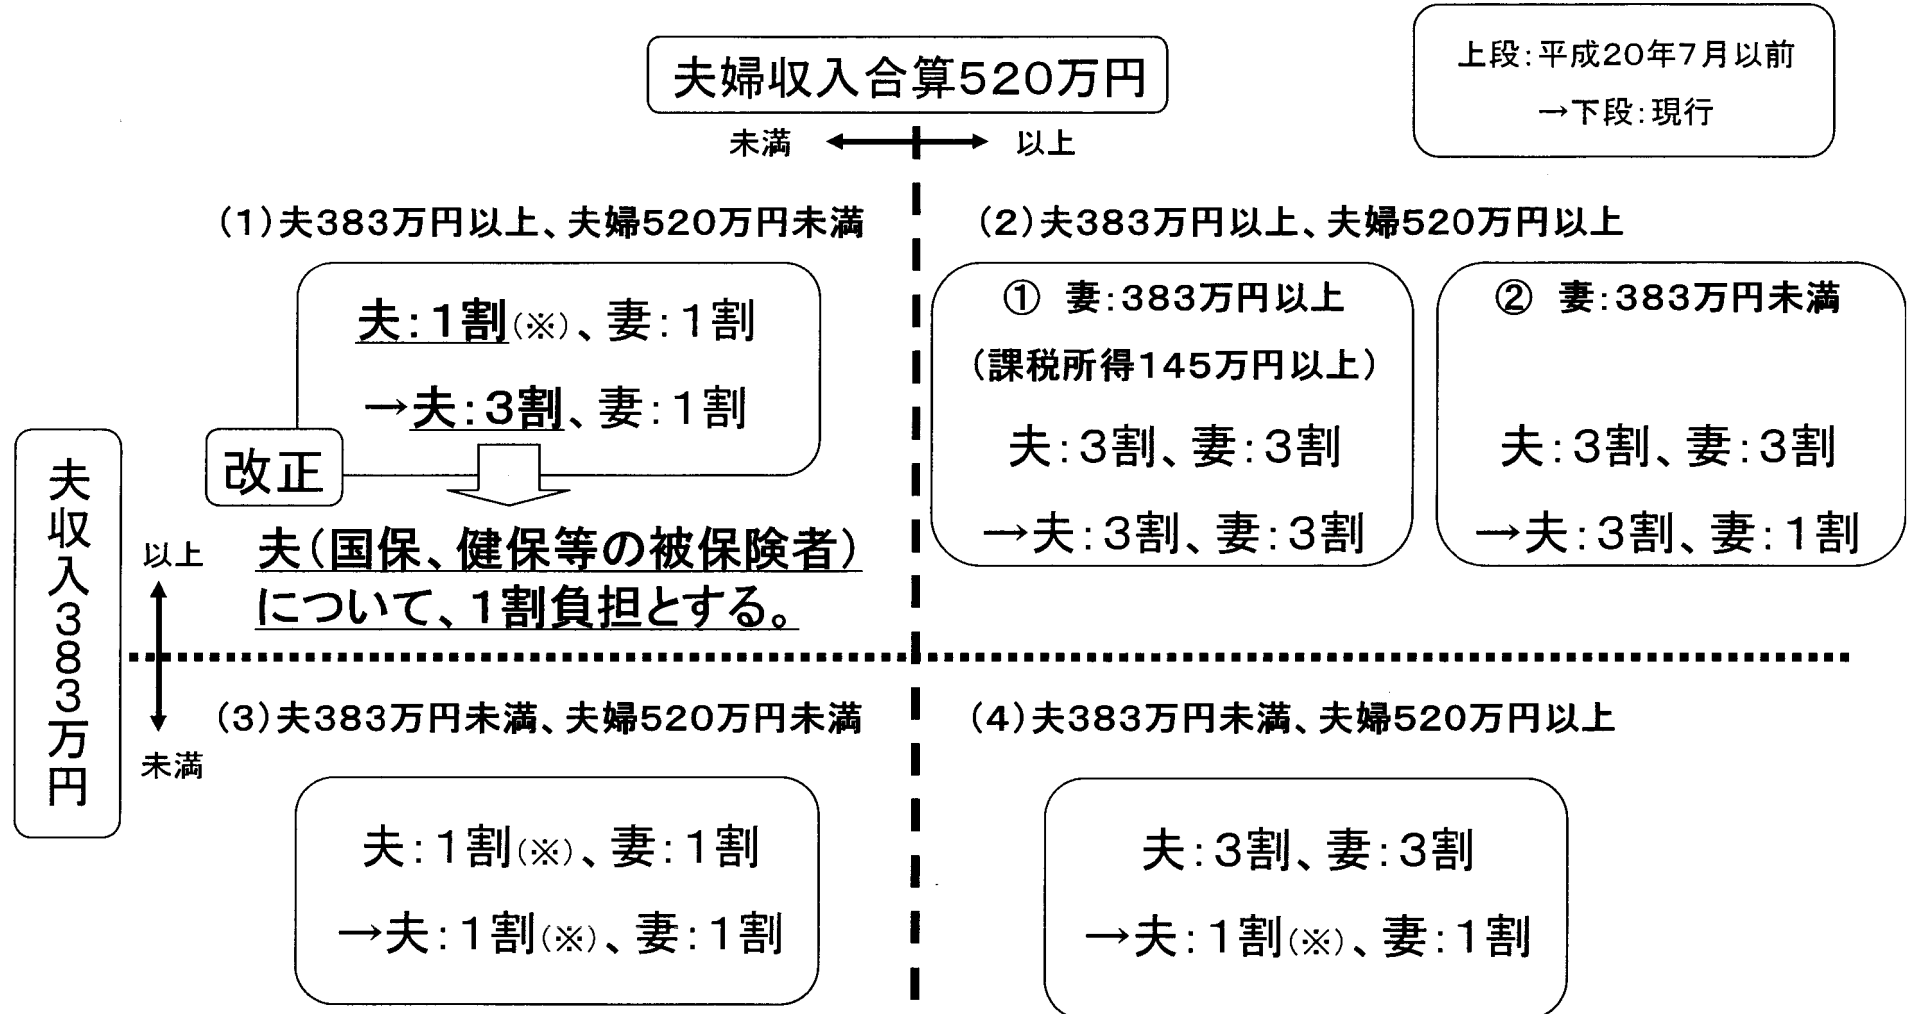 夫婦収入合算520万円
未満
以上
上段:平成20年7月以前
→下段:現行
(1)夫383万円以上、夫婦520万円未満
夫:1割(※)、妻:1割
→夫:3割、妻:1割
改正
夫(国保、健保等の被保険者)
について、1割負担とする。
(2)夫383万円以上、夫婦520万円以上
① 妻:383万円以上
(課税所得145万円以上)
夫:3割、妻:3割
→夫:3割、妻:3割
② 妻:383万円未満
夫:3割、妻:3割
→夫:3割、妻:1割
夫収入383万円
以上
未満
(3)夫383万円未満、夫婦520万円未満
夫:1割(※)、妻:1割
→夫:1割(※)、妻:1割
(4)夫383万円未満、夫婦520万円以上
夫:3割、妻:3割
→夫:1割(※)、妻:1割